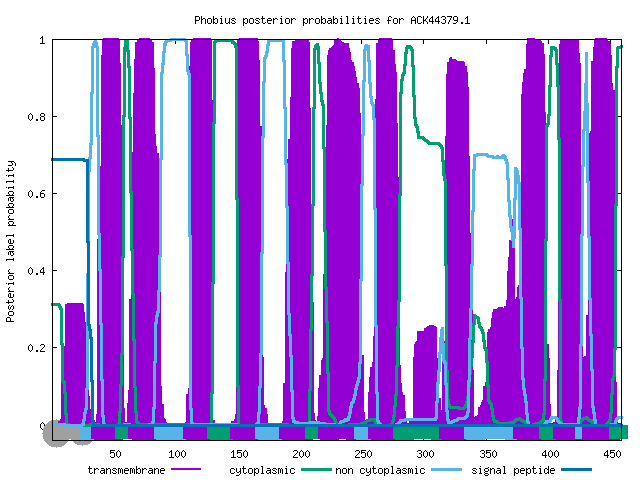 Phobius posterior probabilities for ACK44379.1
Posterior label probability
1
0.8
0.6
0.4
0.2
0
50 100 150 200 250 300 350 400 450
transmembrane cytoplasmic non cytoplasmic signal peptide